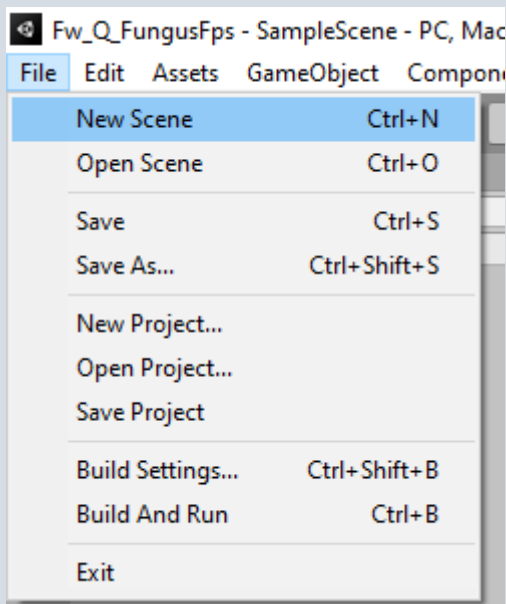 Fw_Q_FungusFps - SampleScene - PC, Mac
File Edit Assets GameObject Compon
New Scene Ctrl+N
Open Scene Ctrl+O
Save Ctrl+S
Save As... Ctrl+Shift+S
New Project...
Open Project...
Save Project
Build Settings... Ctrl+Shift+B
Build And Run Ctrl+B
Exit